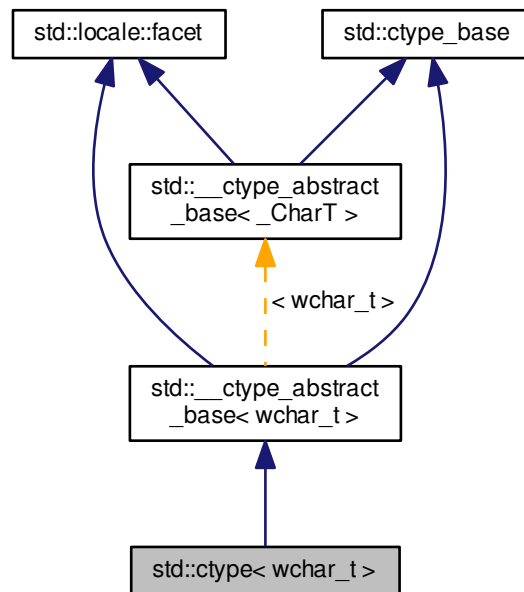 std::locale::facet
std::ctype_base
std::__ctype_abstract
_base< _CharT >
< wchar_t >
std::__ctype_abstract
_base< wchar_t >
std::ctype< wchar_t >